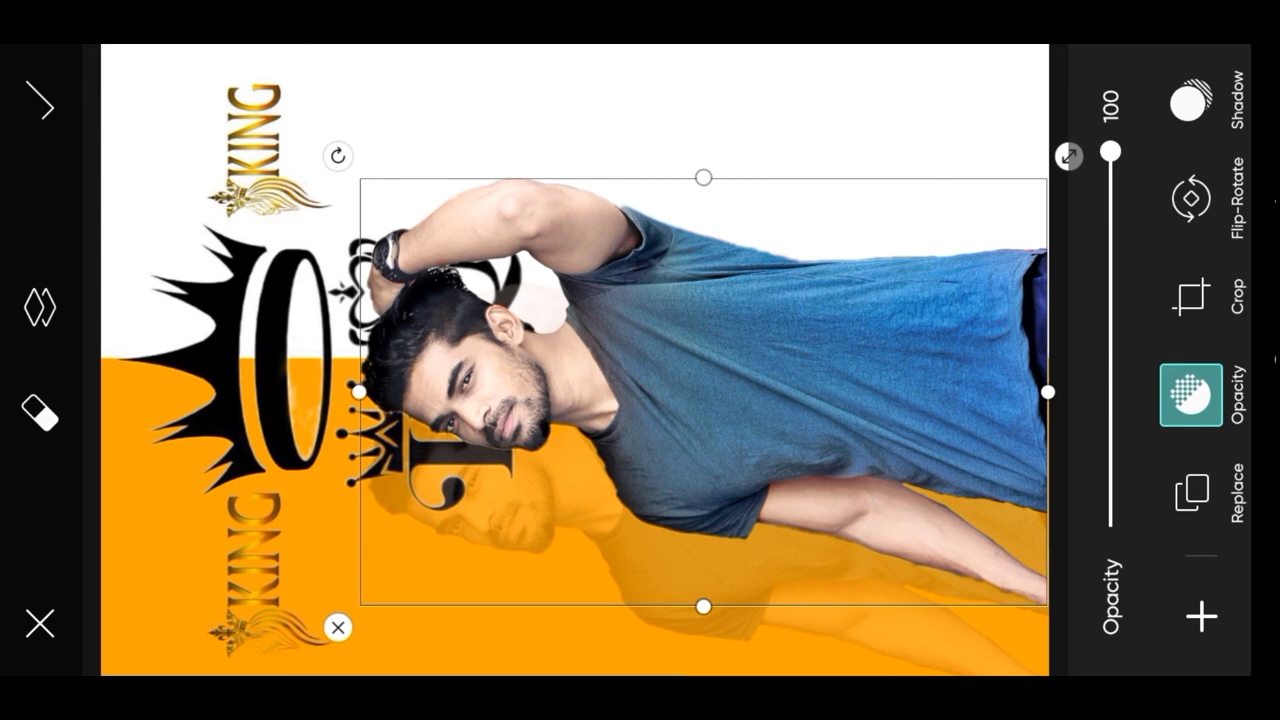 KING
KING
100
Opacity
Replace
Opacity
Crop
Flip-Rotate
Shadow